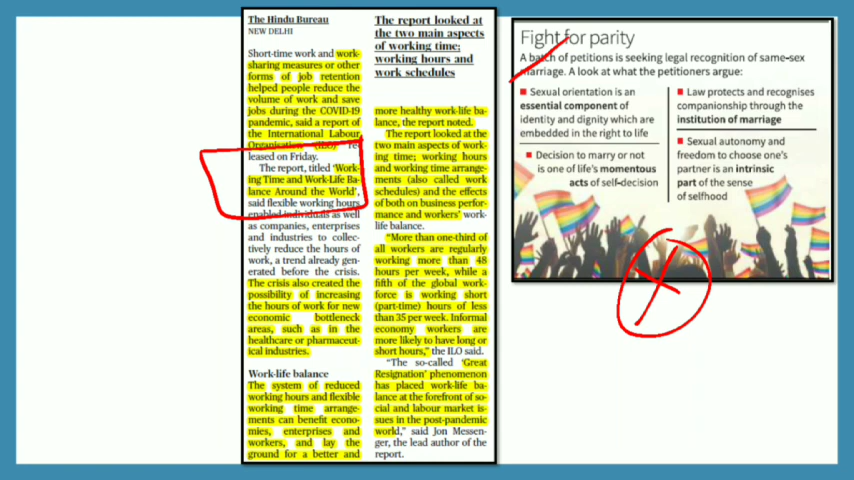 The Hindu Bureau
NEW DELHI
Short-time work and work-
sharing measures or other
forms of job retention
helped people reduce the
volume of work and save
jobs during the COVID-19
pandemic, said a report of
the International Labour
Organisation (ILO) re-
leased on Friday.
The report, titled 'Work-
ing Time and Work-Life Ba-
lance Around the World',
said flexible working hours
enabled individuals as well
as companies, enterprises
and industries to collec-
tively reduce the hours of
work, a trend already gen-
erated before the crisis.
The crisis also created the
possibility of increasing
the hours of work for new
economic bottleneck
areas, such as in the
healthcare or pharmaceut-
ical industries.
Work-life balance
The system of reduced
working hours and flexible
working time arrange-
ments can benefit econo-
mies, enterprises and
workers, and lay the
ground for a better and
The report looked at
the two main aspects
of working time;
working hours and
work schedules
more healthy work-life ba-
lance, the report noted.
The report looked at the
two main aspects of work-
ing time; working hours
and working time arrange-
ments (also called work
schedules) and the effects
of both on business perfor-
mance and workers' work-
life balance.
"More than one-third of
all workers are regularly
working more than 48
hours per week, while a
fifth of the global work-
force is working short
(part-time) hours of less
than 35 per week. Informal
economy workers are
more likely to have long or
short hours," the ILO said.
"The so-called 'Great
Resignation' phenomenon
has placed work-life ba-
lance at the forefront of so-
cial and labour market is-
sues in the post-pandemic
world," said Jon Messen-
ger, the lead author of the
report.
Fight for parity
A batch of petitions is seeking legal recognition of same-sex
marriage. A look at what the petitioners argue:
Sexual orientation is an
essential component of
identity and dignity which are
embedded in the right to life
Decision to marry or not
is one of life's momentous
acts of self-decision
Law protects and recognises
companionship through the
institution of marriage
Sexual autonomy and
freedom to choose one's
partner is an intrinsic
part of the sense
of selfhood